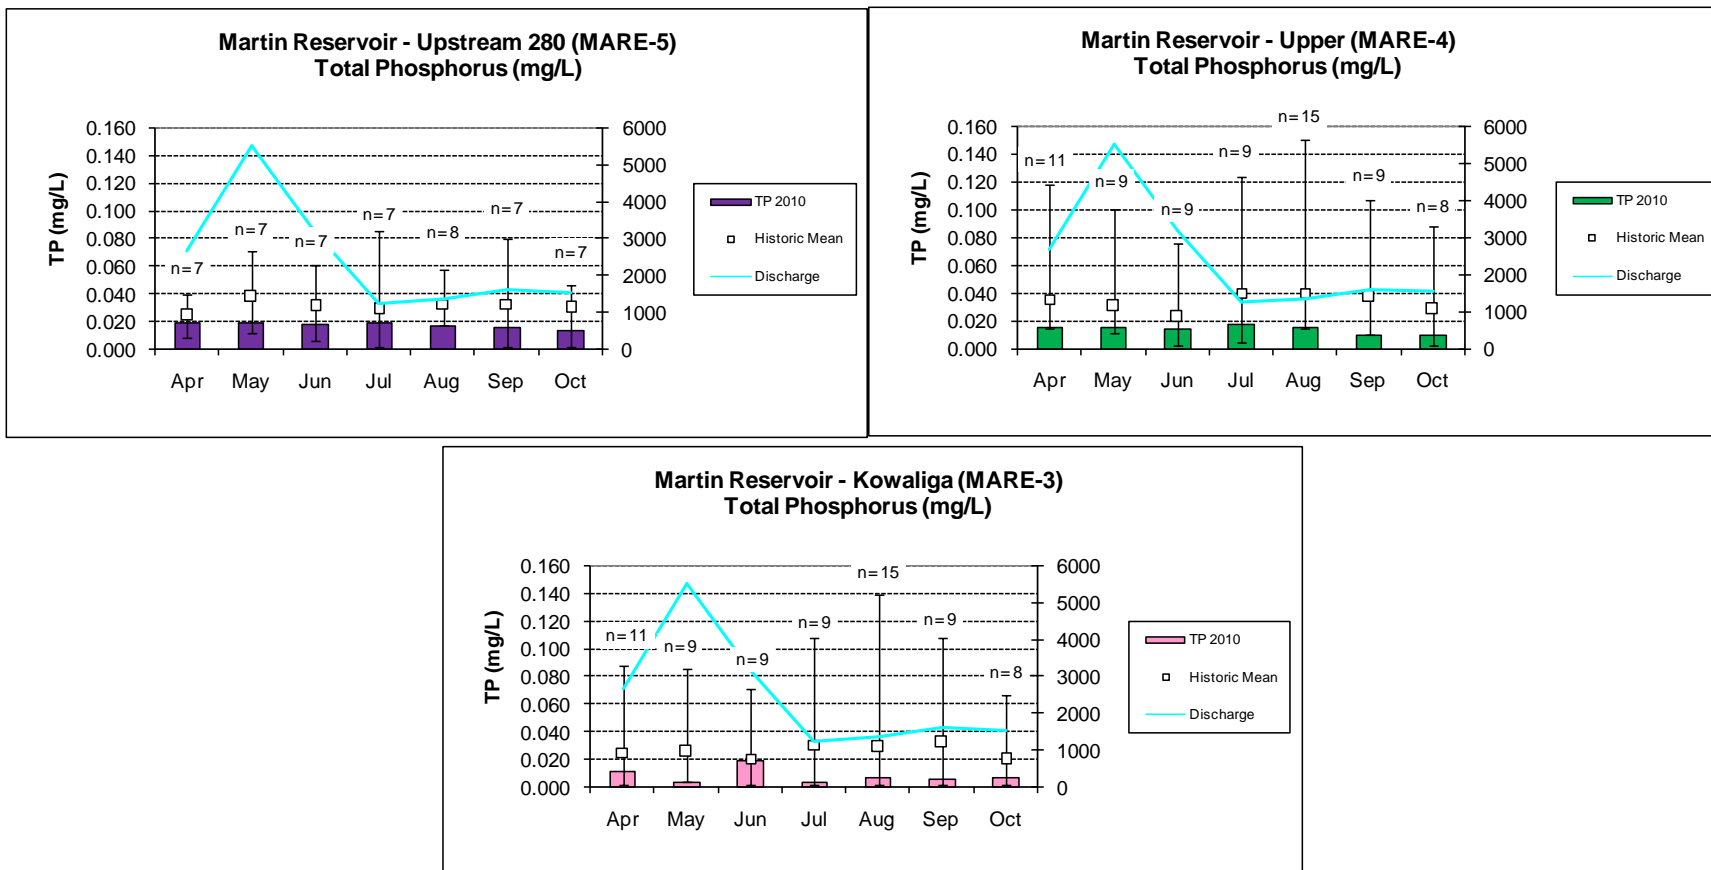 Martin Reservoir - Upstream 280 (MARE-5)
Total Phosphorus (mg/L)
TP (mg/L)
0.160
0.140
0.120
0.100
0.080
0.060
0.040
0.020
0.000
n=7
n=7
n=7
n=7
n=8
n=7
n=7
6000
5000
4000
3000
2000
1000
0
Apr May Jun Jul Aug Sep Oct
TP 2010
Historic Mean
Discharge
Martin Reservoir - Upper (MARE-4)
Total Phosphorus (mg/L)
TP (mg/L)
0.160
0.140
0.120
0.100
0.080
0.060
0.040
0.020
0.000
n=11
n=9
n=9
n=9
n=15
n=9
n=8
6000
5000
4000
3000
2000
1000
0
Apr May Jun Jul Aug Sep Oct
TP 2010
Historic Mean
Discharge
Martin Reservoir - Kowaliga (MARE-3)
Total Phosphorus (mg/L)
TP (mg/L)
0.160
0.140
0.120
0.100
0.080
0.060
0.040
0.020
0.000
n=11
n=9
n=9
n=9
n=15
n=9
n=8
6000
5000
4000
3000
2000
1000
0
Apr May Jun Jul Aug Sep Oct
TP 2010
Historic Mean
Discharge